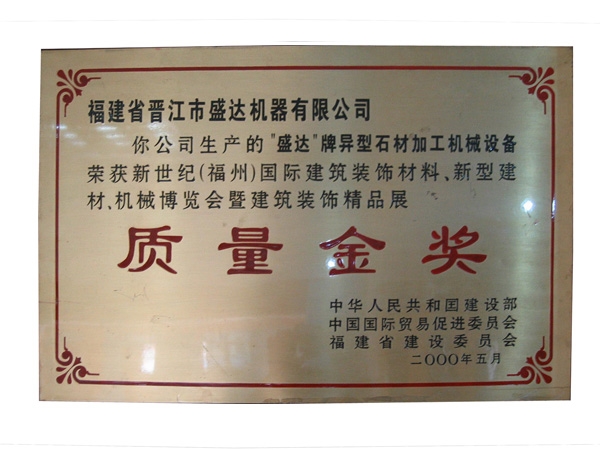 福建省晋江市盛达机器有限公司
你公司生产的"盛达"牌异型石材加工机械设备
荣获新世纪(福州)国际建筑装饰材料、新型建
材、机械博览会暨建筑装饰精品展
质量金奖
中华人民共和国建设部
中国国际贸易促进委员会
福建省建设委员会
二〇〇〇年五月